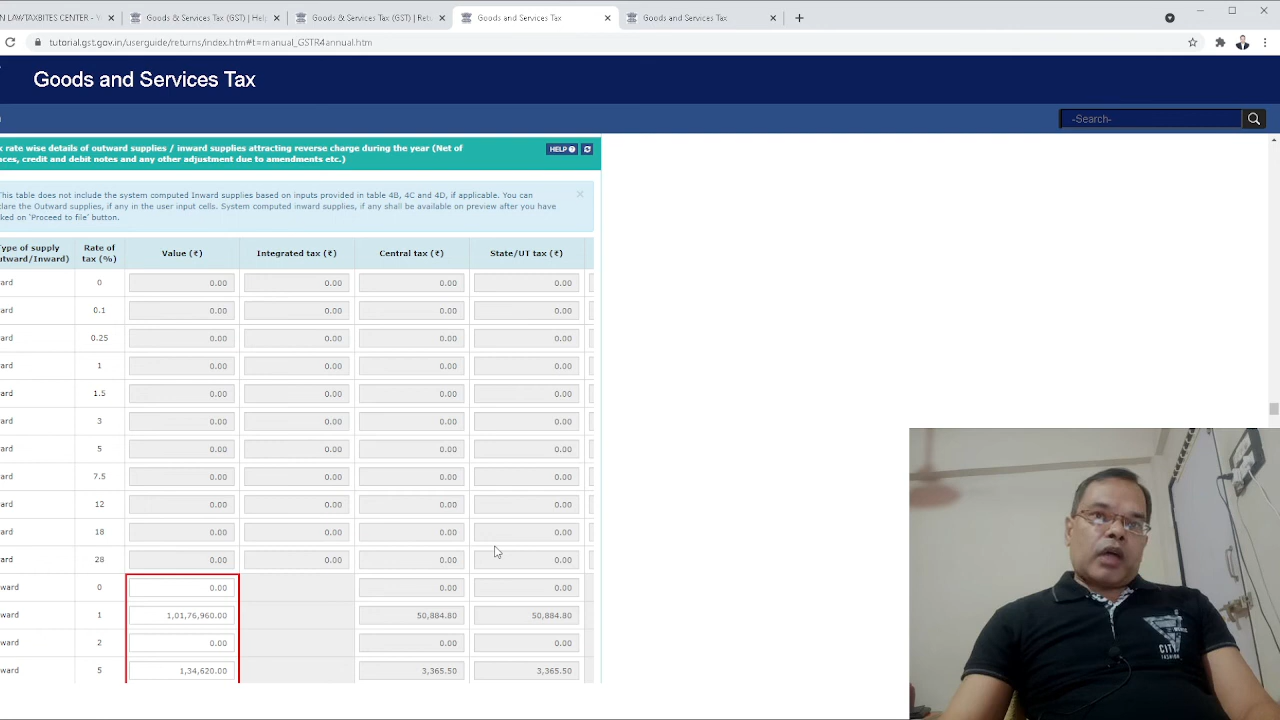 N LAWTAXBITES CENTER - Y
Goods & Services Tax (GST) | Hel
Goods & Services Tax (GST) | Ret
Goods and Services Tax
Goods and Services Tax
tutorial.gst.gov.in/userguide/returns/index.htm#t=manual_GSTR4annual.htm
Goods and Services Tax
-Search-
rate wise details of outward supplies / inward supplies attracting reverse charge during the year (Net of
nces, credit and debit notes and any other adjustment due to amendments etc.)
HELP
This table does not include the system computed Inward supplies based on inputs provided in table 4B, 4C and 4D, if applicable. You can
lare the Outward supplies, if any in the user input cells. System computed inward supplies, if any shall be available on preview after you have
ked on 'Proceed to file' button.
Type of supply
utward/Inward)
Rate of
tax (%)
Value (₹)
Integrated tax (₹)
Central tax (₹)
State/UT tax (₹)
ard 0 0.00 0.00 0.00 0.00
ard 0.1 0.00 0.00 0.00 0.00
ard 0.25 0.00 0.00 0.00 0.00
ard 1 0.00 0.00 0.00 0.00
ard 1.5 0.00 0.00 0.00 0.00
ard 3 0.00 0.00 0.00 0.00
ard 5 0.00 0.00 0.00 0.00
ard 7.5 0.00 0.00 0.00 0.00
ard 12 0.00 0.00 0.00 0.00
ard 18 0.00 0.00 0.00 0.00
ard 28 0.00 0.00 0.00 0.00
ward 0 0.00 0.00 0.00
ward 1 1,01,76,960.00 50,884.80 50,884.80
ward 2 0.00 0.00 0.00
ward 5 1,34,620.00 3,365.50 3,365.50
CITY
FASHION